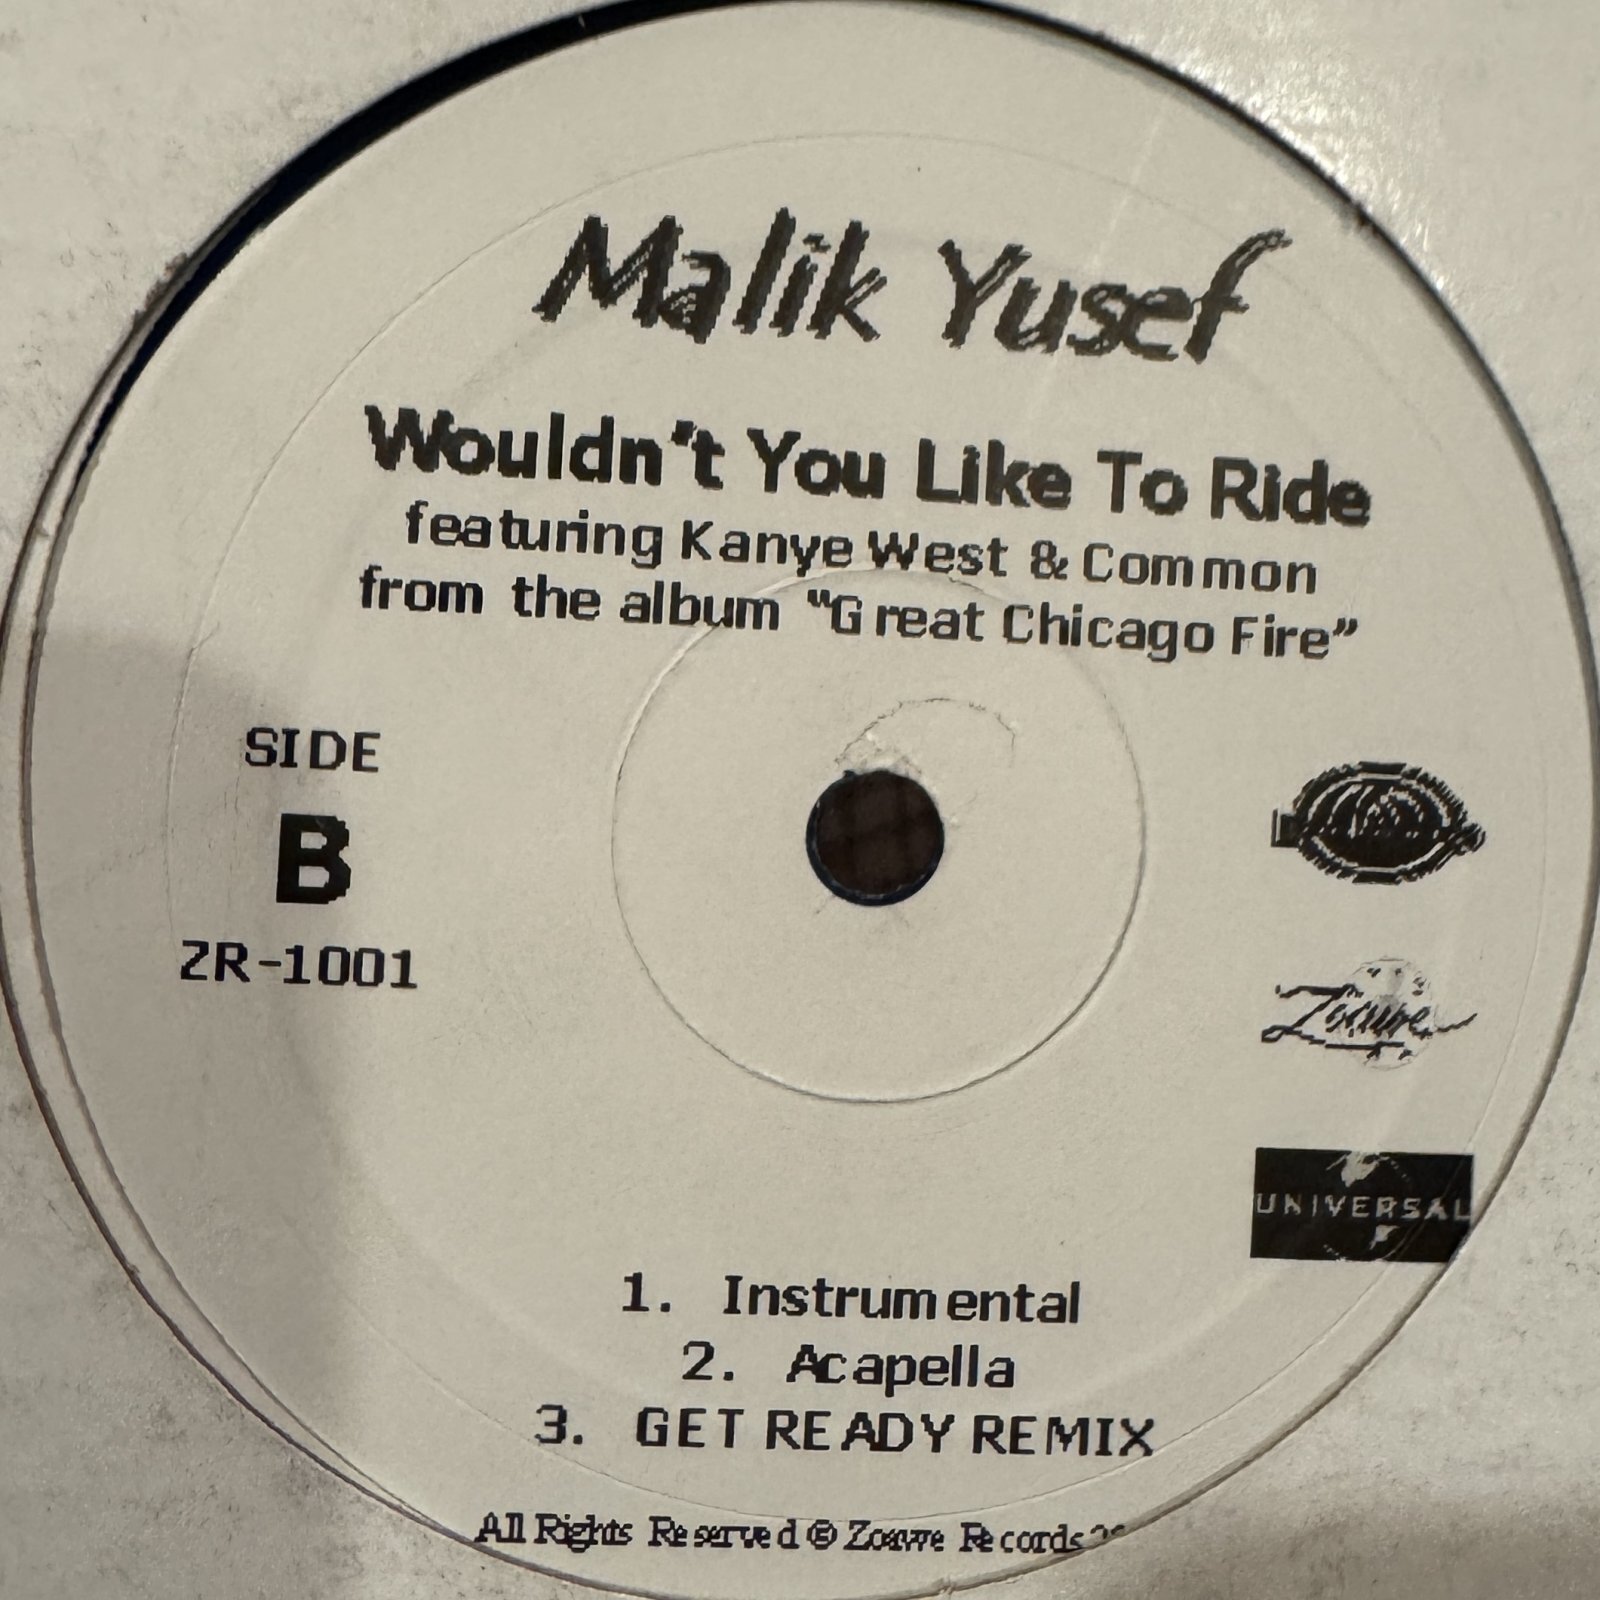 Malik Yusef
Wouldn't You Like To Ride
featuring Kanye West & Common
from the album "Great Chicago Fire"
SIDE
B
ZR-1001
Zoawe
UNIVERSAL
1. Instrumental
2. Acapella
3. GET READY REMIX
All Rights Reserved © Zoawe Records